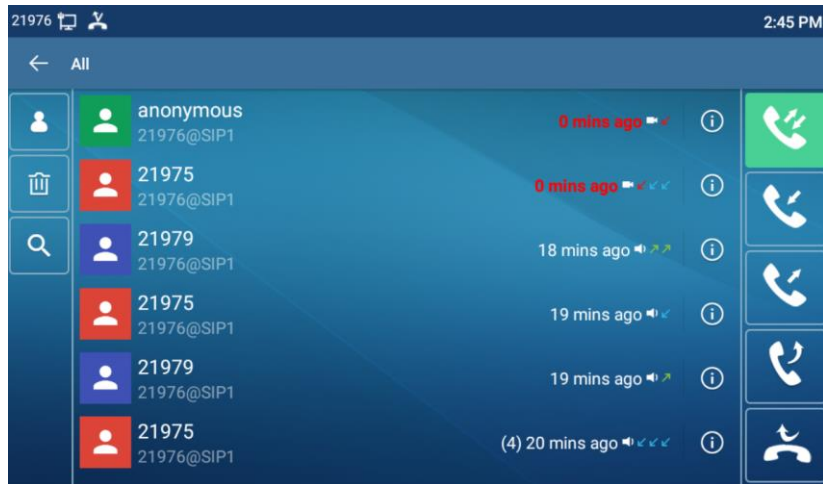 21976
2:45 PM
All
anonymous
0 mins ago
21976@SIP1
21975
0 mins ago
21976@SIP1
21979
18 mins ago
21976@SIP1
21975
19 mins ago
21976@SIP1
21979
19 mins ago
21976@SIP1
21975
(4) 20 mins ago
21976@SIP1